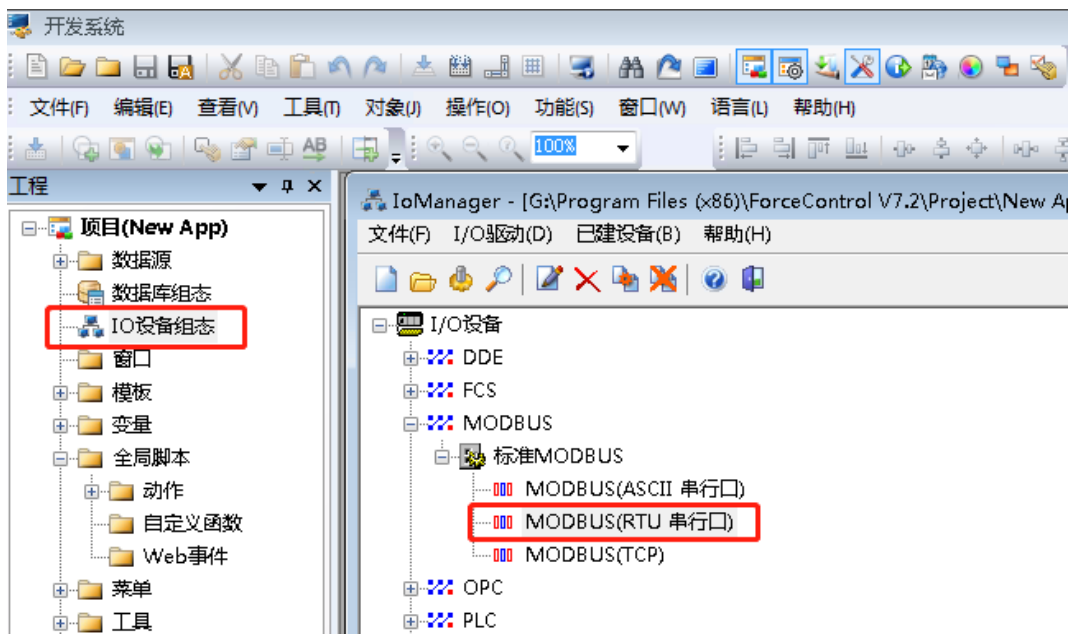 开发系统
文件(F) 编辑(E) 查看(V) 工具(T) 对象(J) 操作(O) 功能(S) 窗口(W) 语言(L) 帮助(H)
AB 100%
工程
项目(New App)
数据源
数据库组态
IO设备组态
窗口
模板
变量
全局脚本
动作
自定义函数
Web事件
菜单
工具
IoManager - [G:\Program Files (x86)\ForceControl V7.2\Project\New A
文件(F) I/O驱动(D) 已建设备(B) 帮助(H)
I/O设备
DDE
FCS
MODBUS
标准MODBUS
MODBUS(ASCII 串行口)
MODBUS(RTU 串行口)
MODBUS(TCP)
OPC
PLC